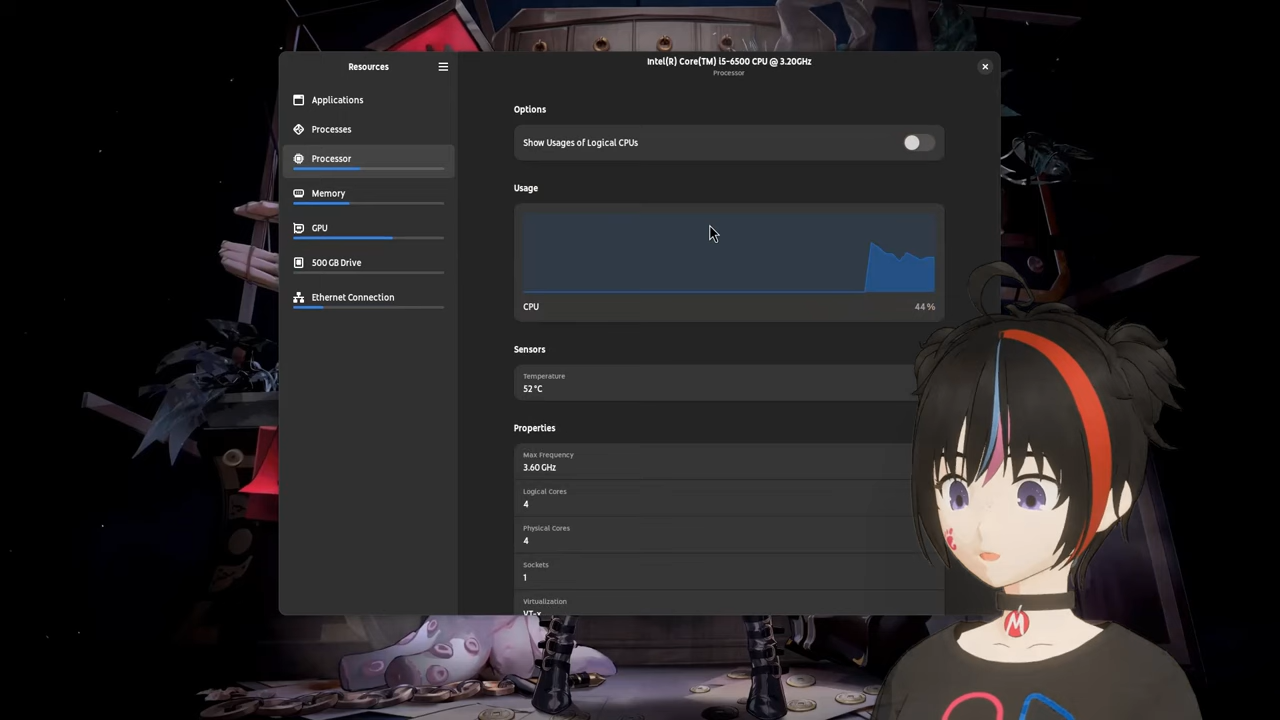 Resources
Applications
Processes
Processor
Memory
GPU
500 GB Drive
Ethernet Connection
Intel(R) Core(TM) i5-6500 CPU @ 3.20GHz
Processor
Options
Show Usages of Logical CPUs
Usage
CPU 44 %
Sensors
Temperature
52 °C
Properties
Max Frequency
3.60 GHz
Logical Cores
4
Physical Cores
4
Sockets
1
Virtualization
VT-x
M